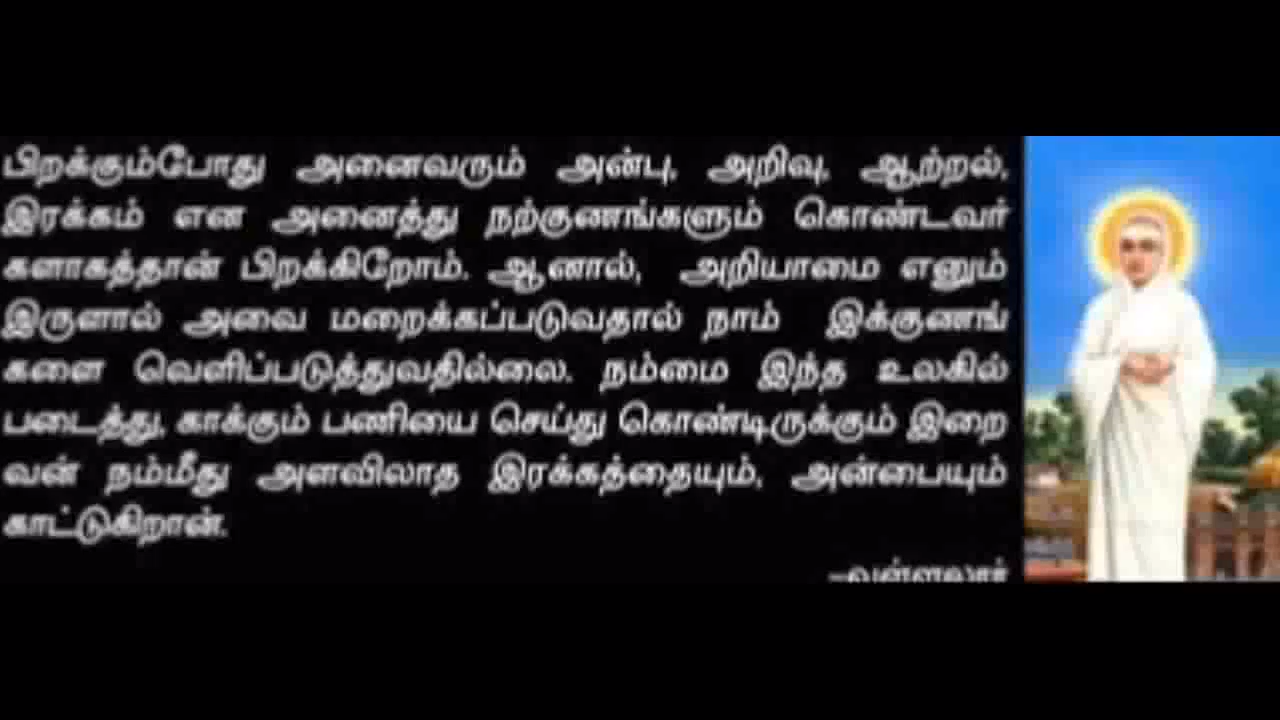 பிறக்கும்போது அனைவரும் அன்பு, அறிவு, ஆற்றல்,
இரக்கம் என அனைத்து நற்குணங்களும் கொண்டவர்
களாகத்தான் பிறக்கிறோம். ஆனால், அறியாமை எனும்
இருளால் அவை மறைக்கப்படுவதால் நாம் இக்குணங்
களை வெளிப்படுத்துவதில்லை. நம்மை இந்த உலகில்
படைத்து, காக்கும் பணியை செய்து கொண்டிருக்கும் இறை
வன் நம்மீது அளவிலாத இரக்கத்தையும், அன்பையும்
காட்டுகிறான்.
-வள்ளலார்